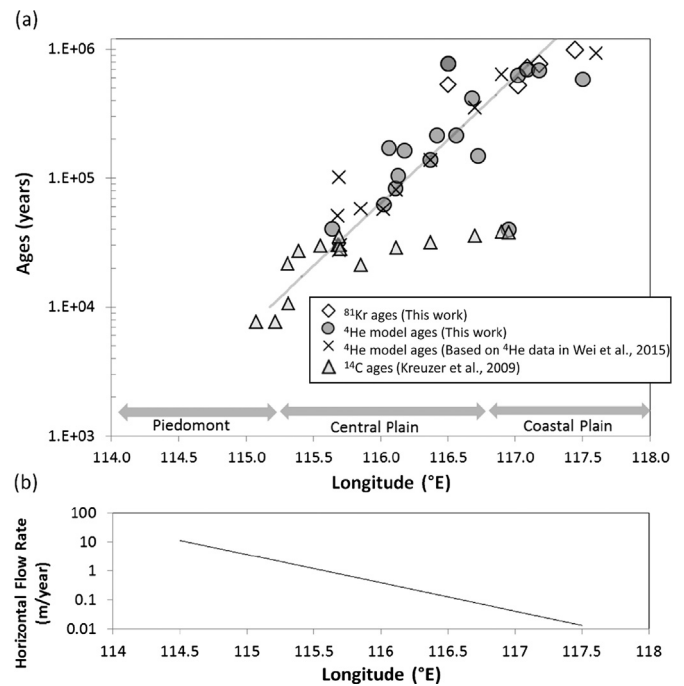 (a)
1.E+06
1.E+05
1.E+04
1.E+03
Ages (years)
⁸¹Kr ages (This work)
⁴He model ages (This work)
⁴He model ages (Based on ⁴He data in Wei et al., 2015)
¹⁴C ages (Kreuzer et al., 2009)
Piedomont
Central Plain
Coastal Plain
114.0 114.5 115.0 115.5 116.0 116.5 117.0 117.5 118.0
Longitude (°E)
(b)
100
10
1
0.1
0.01
Horizontal Flow Rate
(m/year)
114 114.5 115 115.5 116 116.5 117 117.5 118
Longitude (°E)